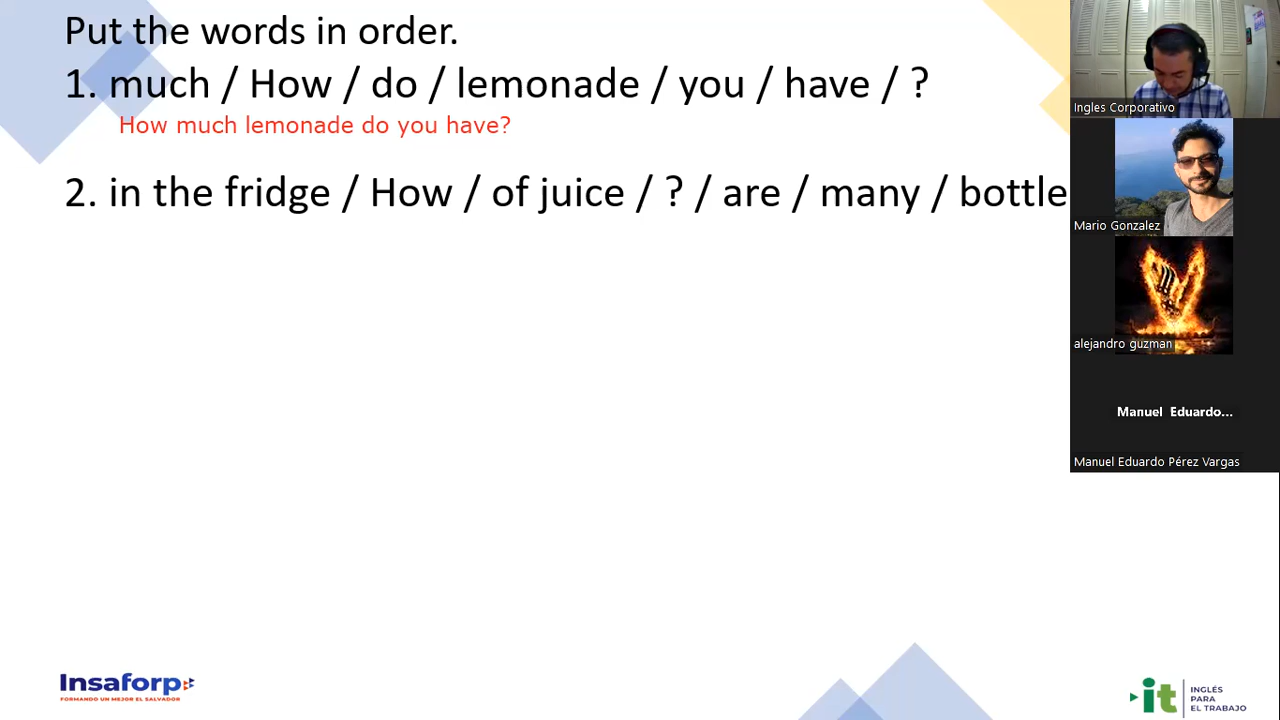 Put the words in order.
1. much / How / do / lemonade / you / have / ?
How much lemonade do you have?
2. in the fridge / How / of juice / ? / are / many / bottle
Ingles Corporativo
Mario Gonzalez
alejandro guzman
Manuel Eduardo...
Manuel Eduardo Pérez Vargas
Insaforp
FORMANDO UN MEJOR EL SALVADOR
it
INGLÉS
PARA
EL TRABAJO